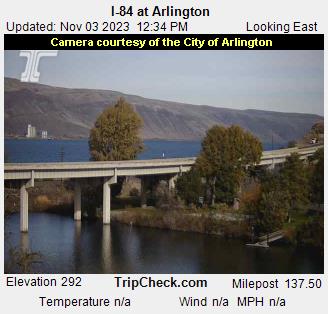 I-84 at Arlington
Updated: Nov 03 2023 12:34 PM Looking East
Camera courtesy of the City of Arlington
Elevation 292 TripCheck.com Milepost 137.50
Temperature n/a Wind n/a MPH n/a